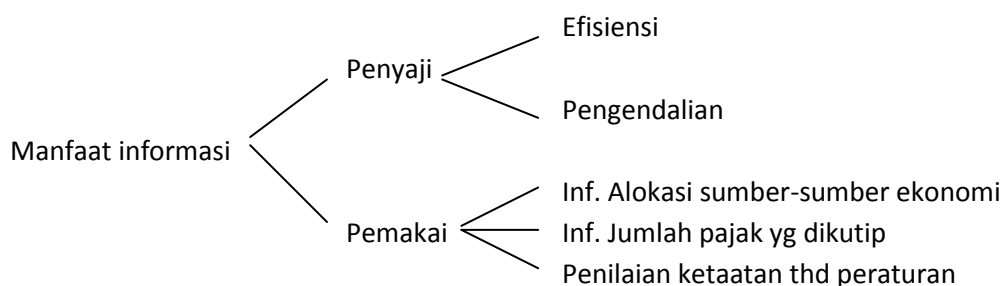 Efisiensi
Penyaji
Pengendalian
Manfaat informasi
Inf. Alokasi sumber-sumber ekonomi
Pemakai
Inf. Jumlah pajak yg dikutip
Penilaian ketaatan thd peraturan